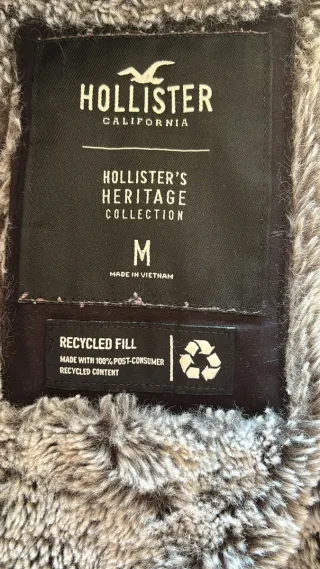 HOLLISTER
CALIFORNIA
HOLLISTER'S
HERITAGE
COLLECTION
M
MADE IN VIETNAM
RECYCLED FILL
MADE WITH 100% POST-CONSUMER
RECYCLED CONTENT